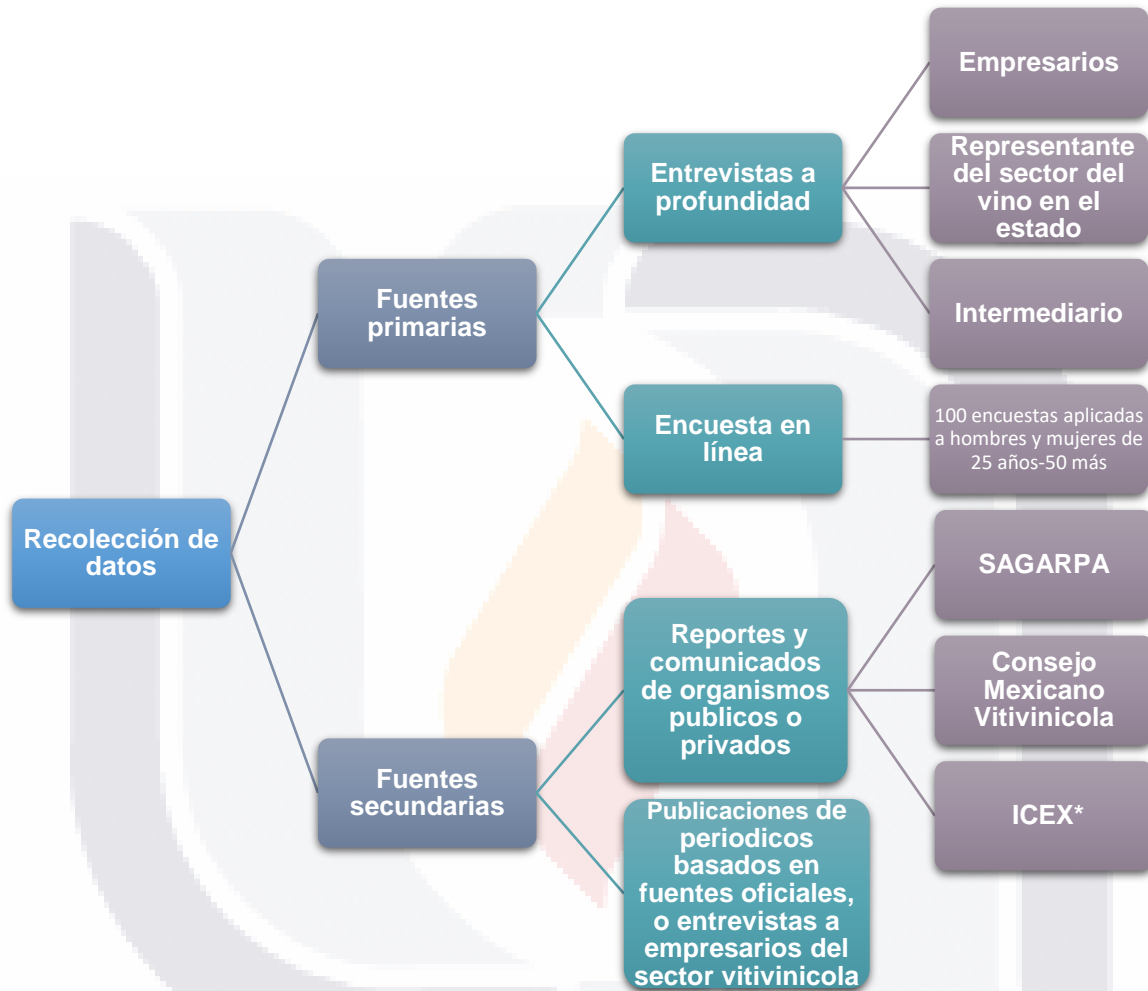 Recolección de
datos
Fuentes
primarias
Entrevistas a
profundidad
Empresarios
Representante
del sector del
vino en el
estado
Intermediario
Encuesta en
línea
100 encuestas aplicadas
a hombres y mujeres de
25 años-50 más
Fuentes
secundarias
Reportes y
comunicados
de organismos
publicos o
privados
SAGARPA
Consejo
Mexicano
Vitivinicola
ICEX*
Publicaciones de
periodicos
basados en
fuentes oficiales,
o entrevistas a
empresarios del
sector vitivinicola